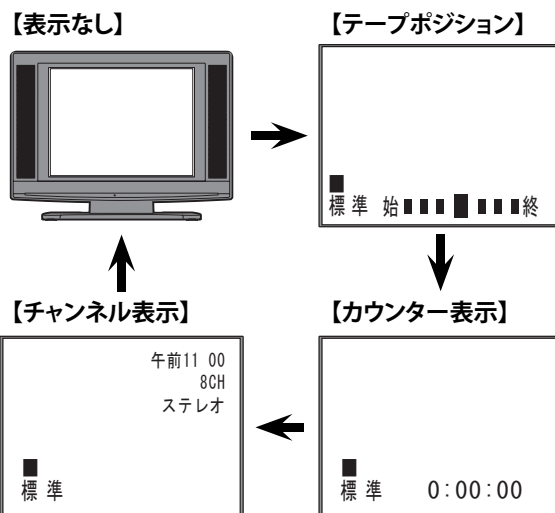 【表示なし】
【テープポジション】
標準 始■■■■■■■終
【チャンネル表示】
午前11 00
8CH
ステレオ
■
標準
【カウンター表示】
■
標準 0:00:00